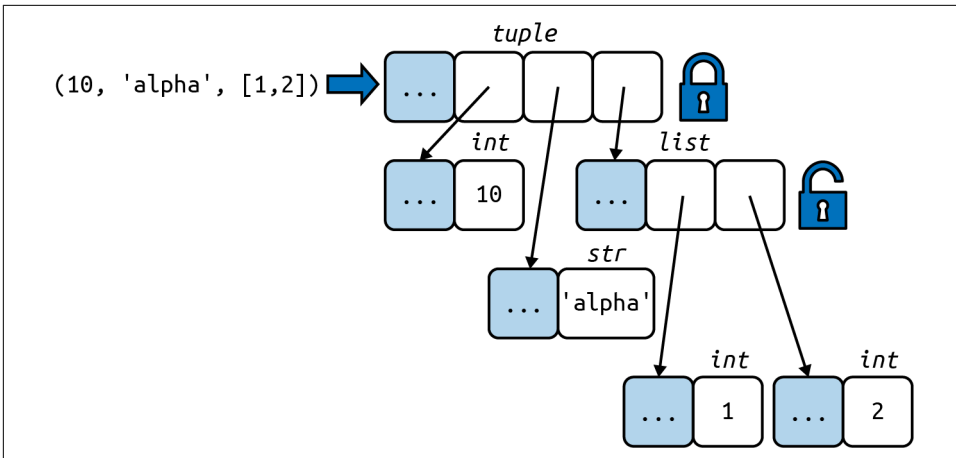 tuple
(10, 'alpha', [1,2])
...
int
list
... 10
...
str
... 'alpha'
int
int
... 1
... 2